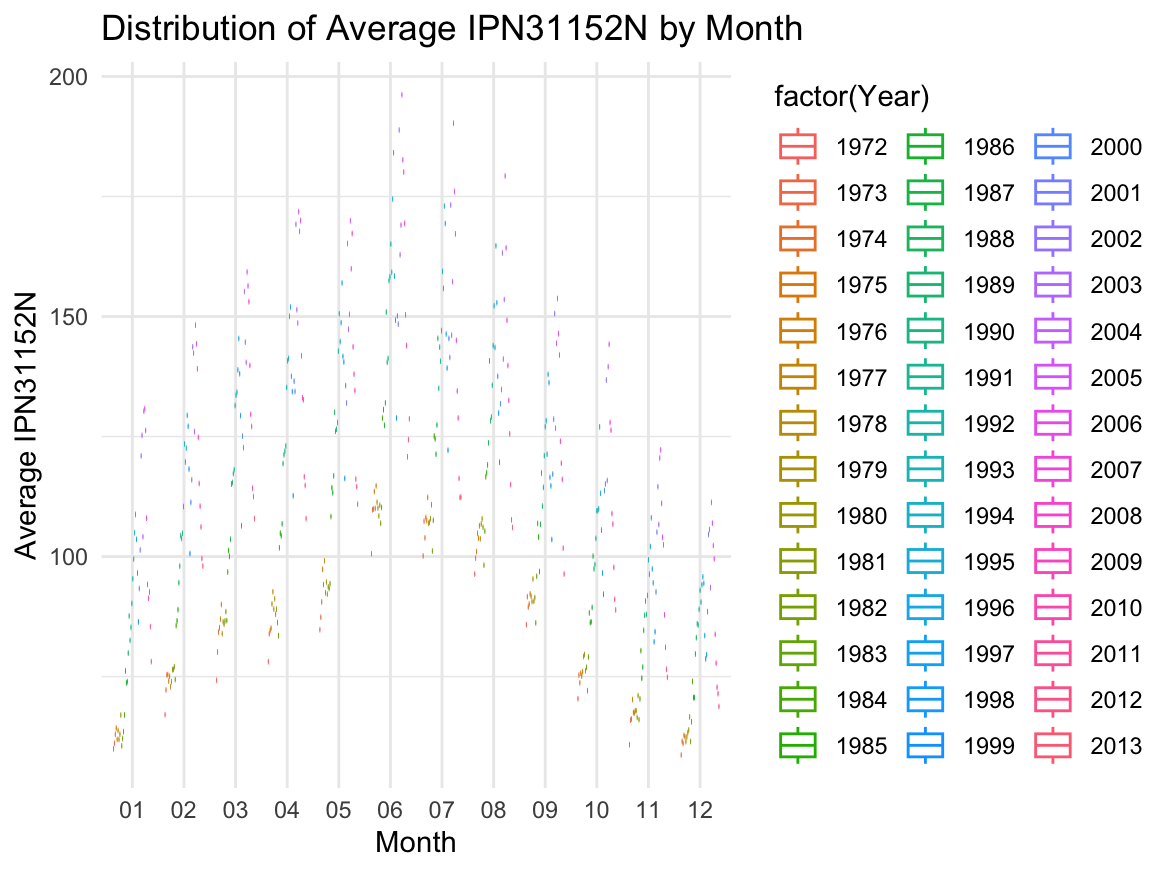 Distribution of Average IPN31152N by Month
Average IPN31152N
200
150
100
01 02 03 04 05 06 07 08 09 10 11 12
Month
factor(Year)
1972 1986 2000
1973 1987 2001
1974 1988 2002
1975 1989 2003
1976 1990 2004
1977 1991 2005
1978 1992 2006
1979 1993 2007
1980 1994 2008
1981 1995 2009
1982 1996 2010
1983 1997 2011
1984 1998 2012
1985 1999 2013